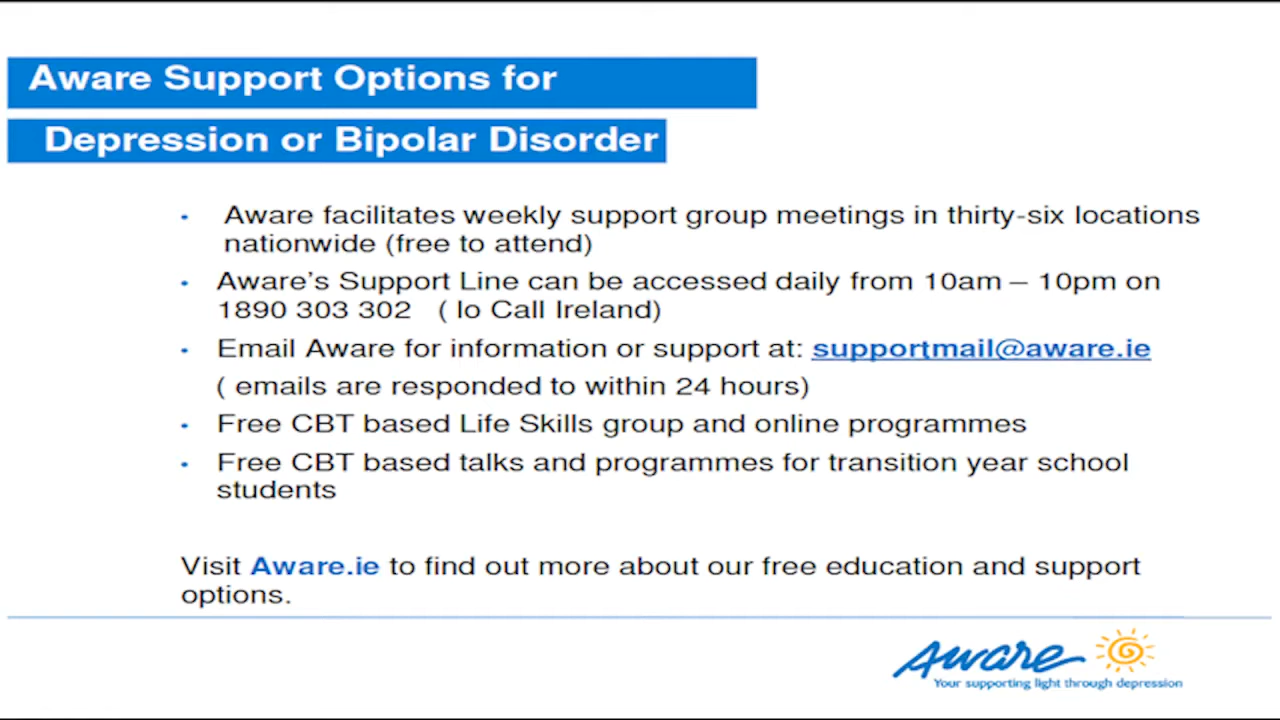 Aware Support Options for
Depression or Bipolar Disorder
• Aware facilitates weekly support group meetings in thirty-six locations
nationwide (free to attend)
• Aware’s Support Line can be accessed daily from 10am – 10pm on
1890 303 302 ( lo Call Ireland)
• Email Aware for information or support at: supportmail@aware.ie
( emails are responded to within 24 hours)
• Free CBT based Life Skills group and online programmes
• Free CBT based talks and programmes for transition year school
students
Visit Aware.ie to find out more about our free education and support
options.
Aware
Your supporting light through depression